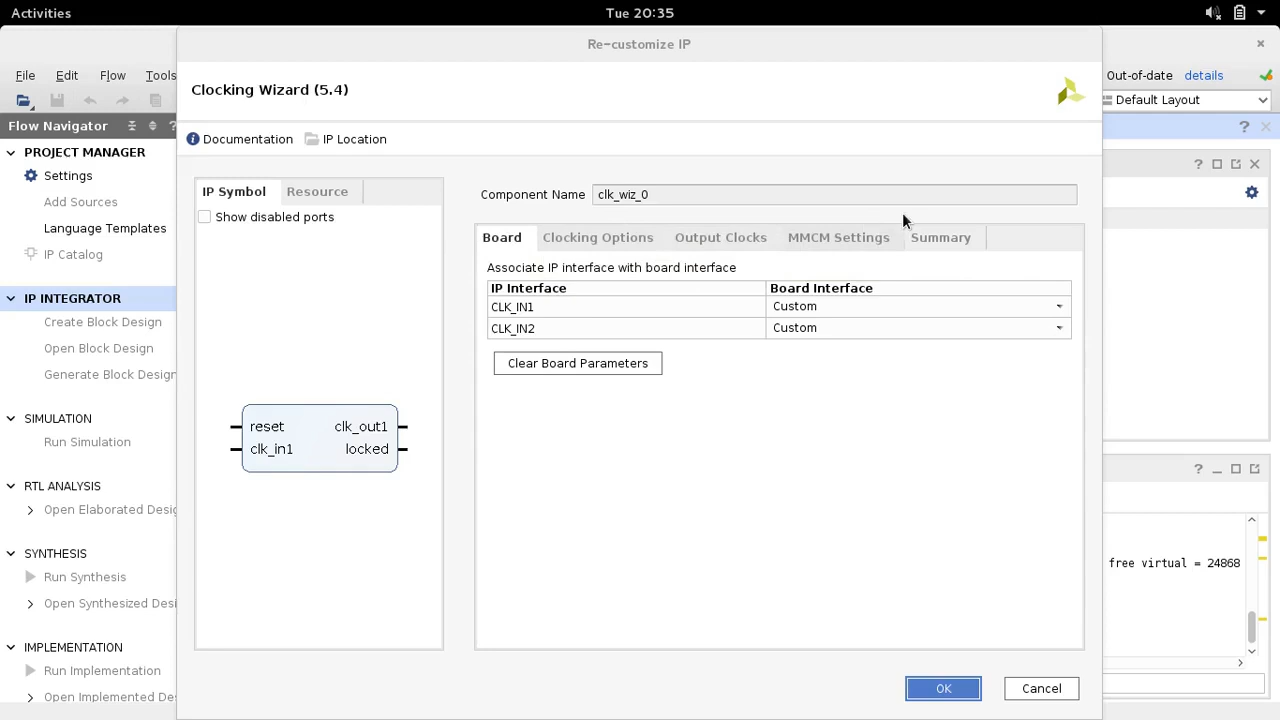 Activities
Tue 20:35
Re-customize IP
File Edit Flow Tools
Out-of-date details
Default Layout
Flow Navigator
?
?
PROJECT MANAGER
Settings
Add Sources
Language Templates
IP Catalog
IP INTEGRATOR
Create Block Design
Open Block Design
Generate Block Design
SIMULATION
Run Simulation
RTL ANALYSIS
Open Elaborated Desig
SYNTHESIS
Run Synthesis
Open Synthesized Desi
IMPLEMENTATION
Run Implementation
Open Implemented De
Clocking Wizard (5.4)
Documentation IP Location
IP Symbol Resource
Show disabled ports
reset clk_out1
clk_in1 locked
Component Name clk_wiz_0
Board Clocking Options Output Clocks MMCM Settings Summary
Associate IP interface with board interface
IP Interface Board Interface
CLK_IN1 Custom
CLK_IN2 Custom
Clear Board Parameters
OK Cancel
?
?
free virtual = 24868